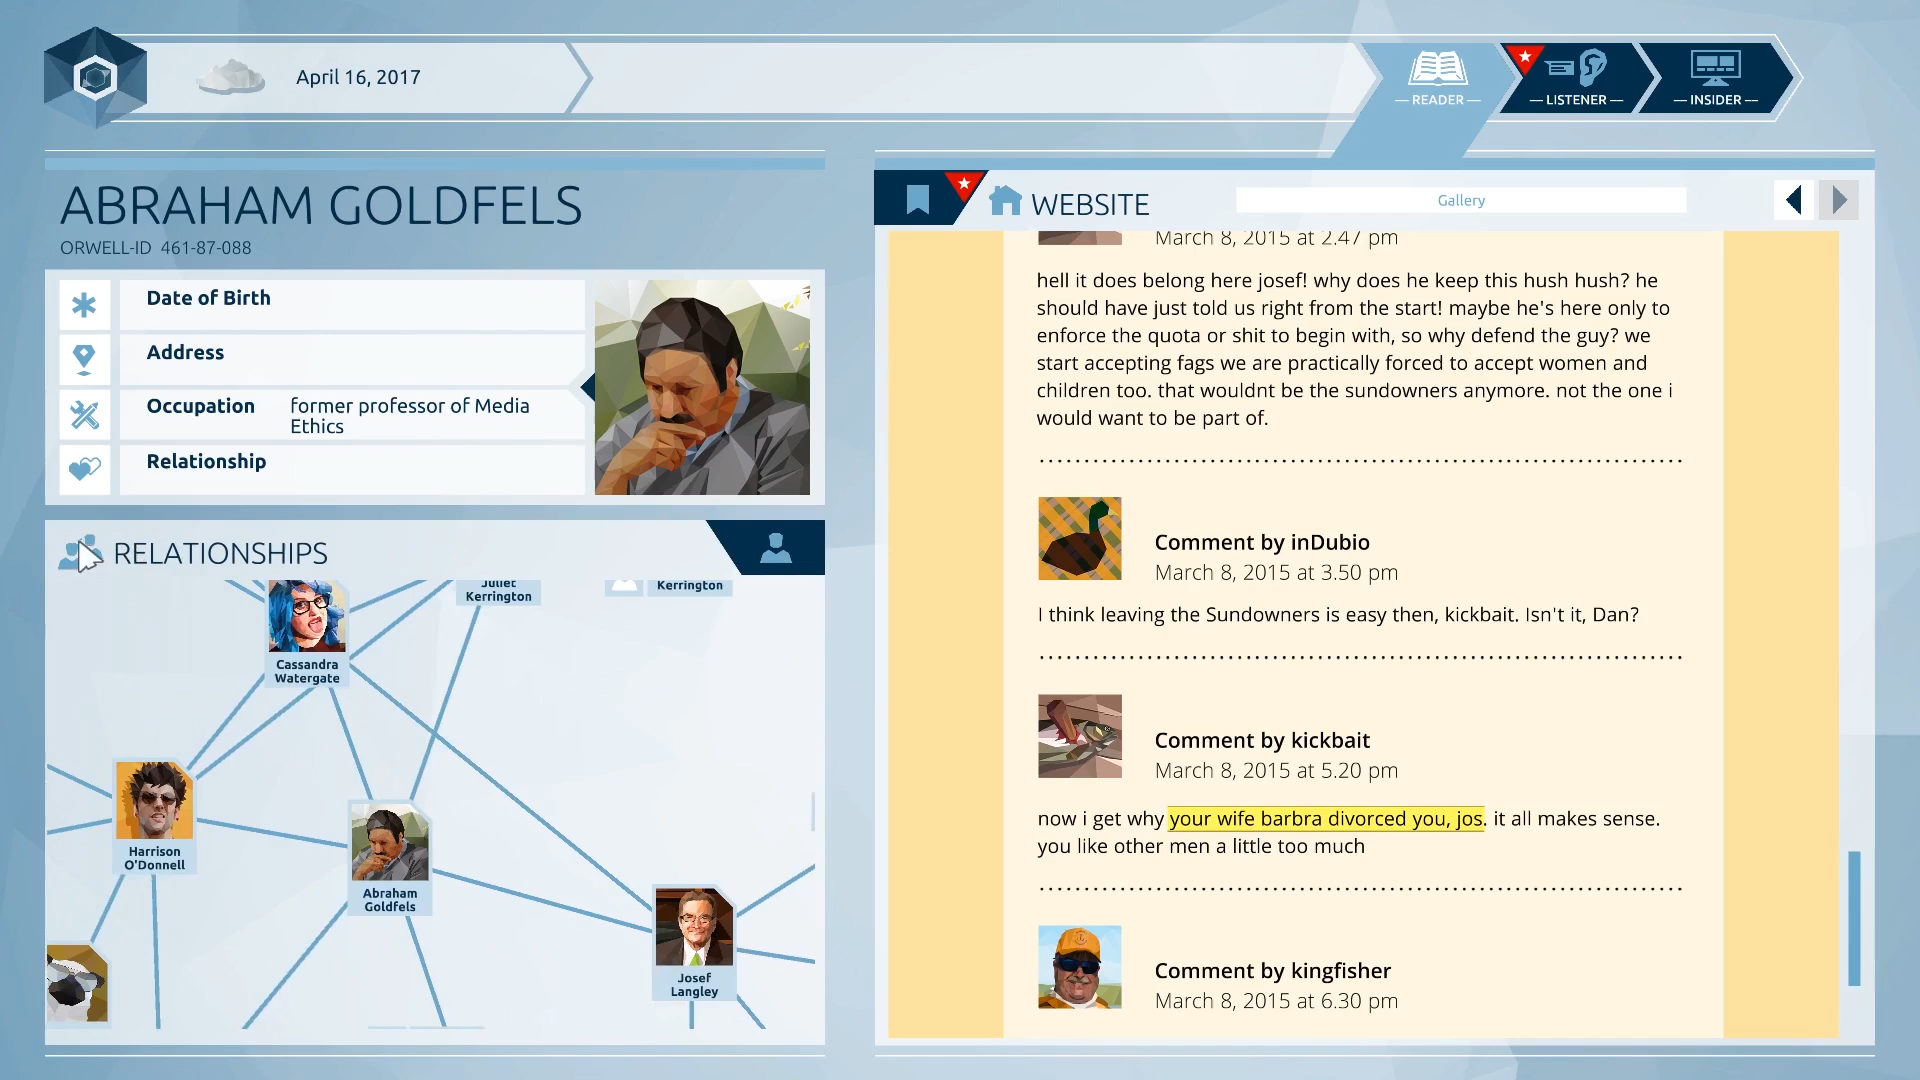 April 16, 2017
READER
LISTENER
INSIDER
ABRAHAM GOLDFELS
ORWELL-ID 461-87-088
Date of Birth
Address
Occupation former professor of Media
Ethics
Relationship
RELATIONSHIPS
Juliet
Kerrington
Kerrington
Cassandra
Watergate
Harrison
O'Donnell
Abraham
Goldfels
Josef
Langley
WEBSITE
Gallery
March 8, 2015 at 2.47 pm
hell it does belong here josef! why does he keep this hush hush? he
should have just told us right from the start! maybe he's here only to
enforce the quota or shit to begin with, so why defend the guy? we
start accepting fags we are practically forced to accept women and
children too. that wouldnt be the sundowners anymore. not the one i
would want to be part of.
Comment by inDubio
March 8, 2015 at 3.50 pm
I think leaving the Sundowners is easy then, kickbait. Isn't it, Dan?
Comment by kickbait
March 8, 2015 at 5.20 pm
now i get why your wife barbra divorced you, jos. it all makes sense.
you like other men a little too much
Comment by kingfisher
March 8, 2015 at 6.30 pm